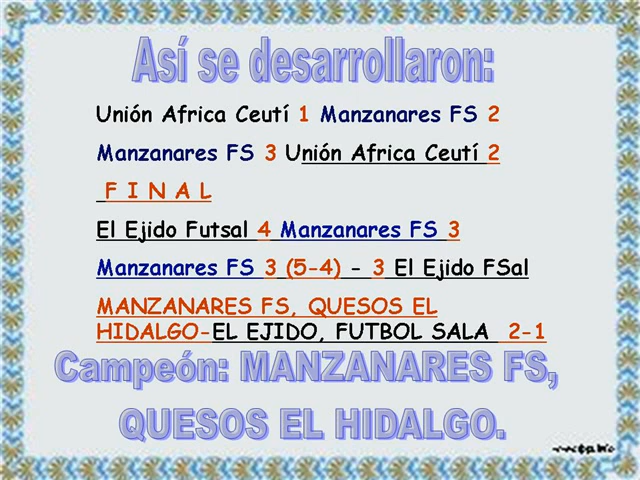 Así se desarrollaron:
Unión Africa Ceutí 1 Manzanares FS 2
Manzanares FS 3 Unión Africa Ceutí 2
F I N A L
El Ejido Futsal 4 Manzanares FS 3
Manzanares FS 3 (5-4) - 3 El Ejido FSal
MANZANARES FS, QUESOS EL
HIDALGO-EL EJIDO, FUTBOL SALA 2-1
Campeón: MANZANARES FS,
QUESOS EL HIDALGO.